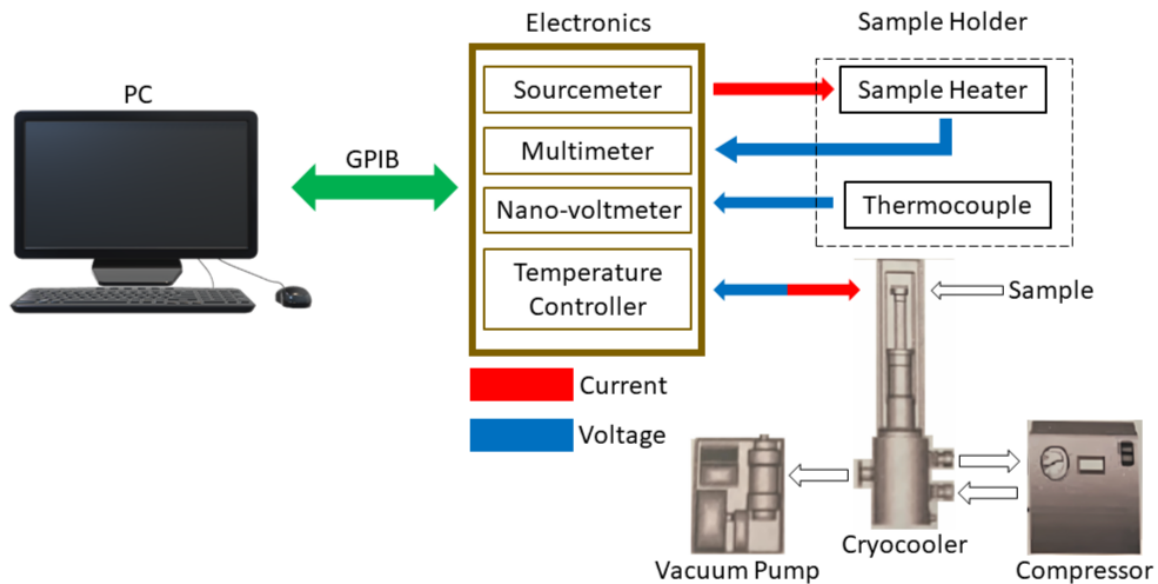 Electronics
Sample Holder
PC
Sourcemeter
Sample Heater
Multimeter
GPIB
Nano-voltmeter
Thermocouple
Temperature
Controller
Sample
Current
Voltage
Cryocooler
Vacuum Pump
Compressor